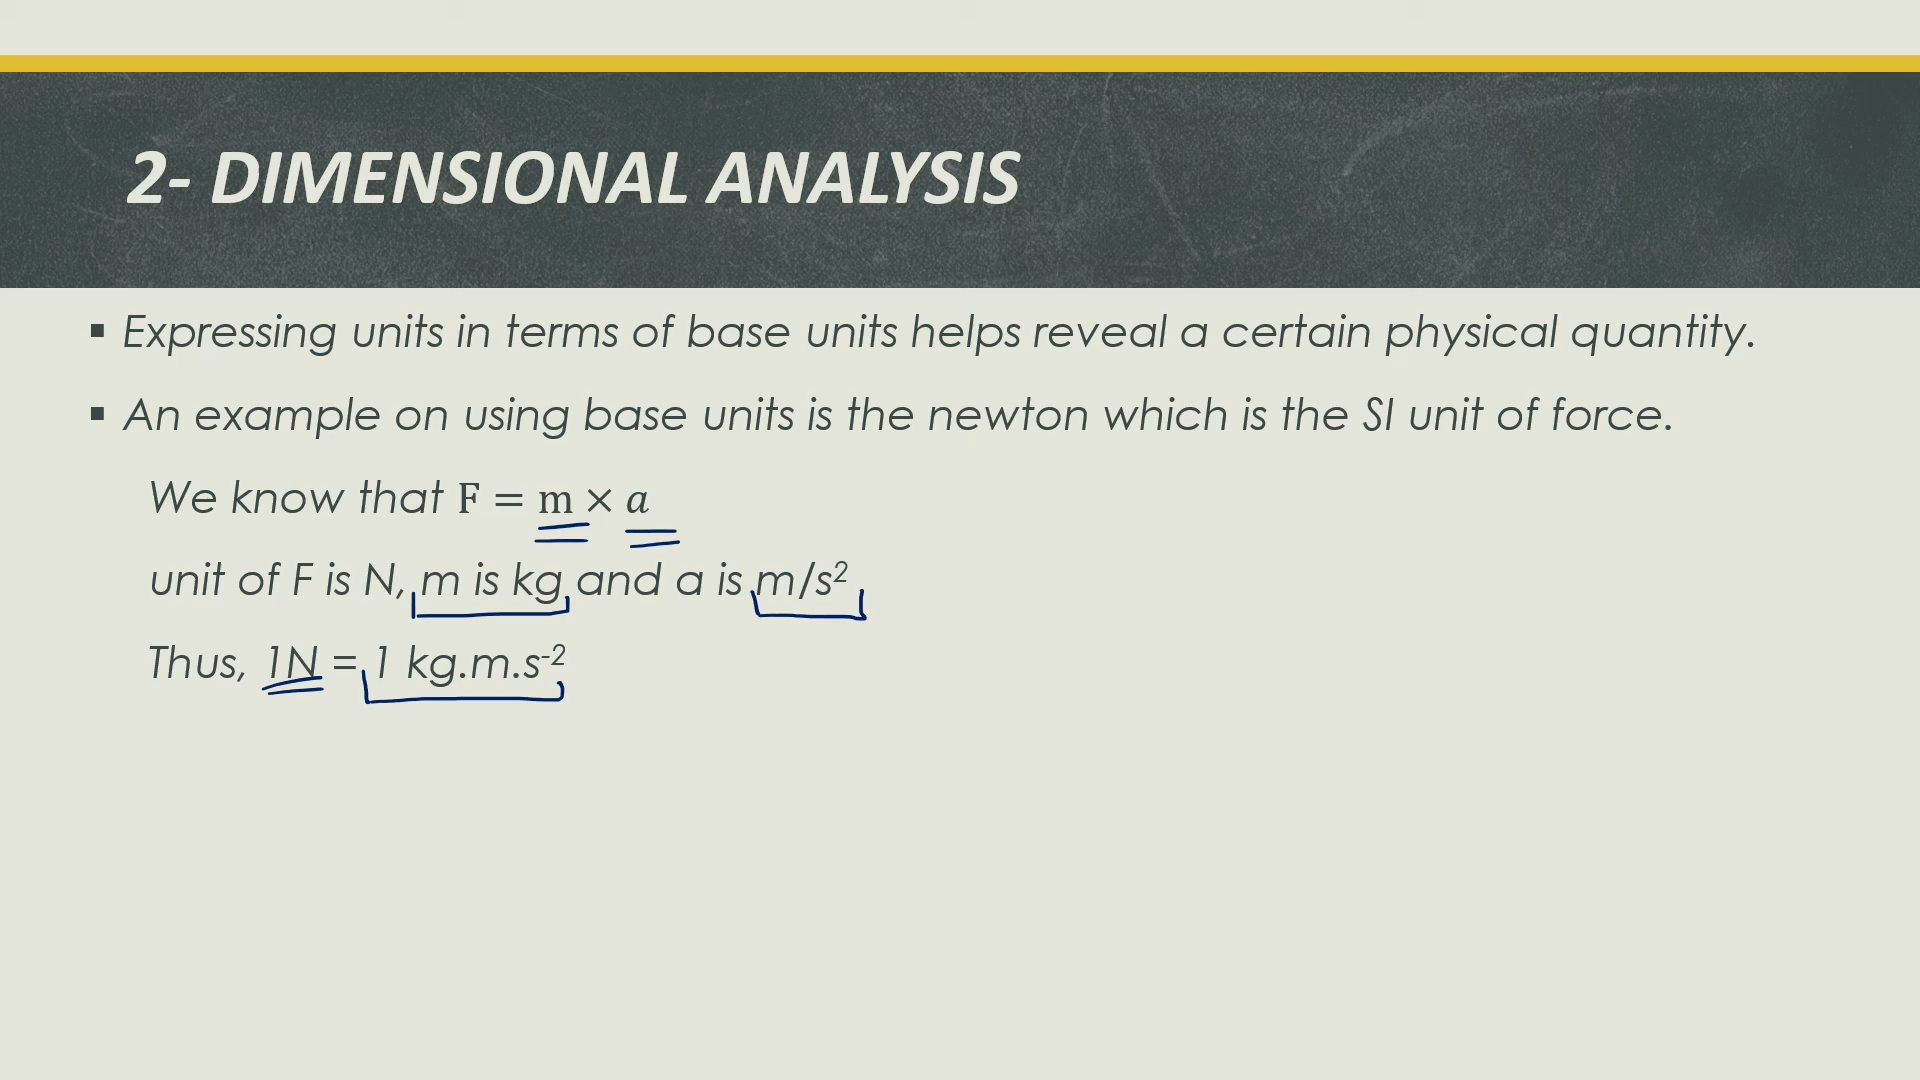 2- DIMENSIONAL ANALYSIS
▪ Expressing units in terms of base units helps reveal a certain physical quantity.
▪ An example on using base units is the newton which is the SI unit of force.
We know that F = m × a
unit of F is N, m is kg and a is m/s²
Thus, 1N = 1 kg.m.s⁻²